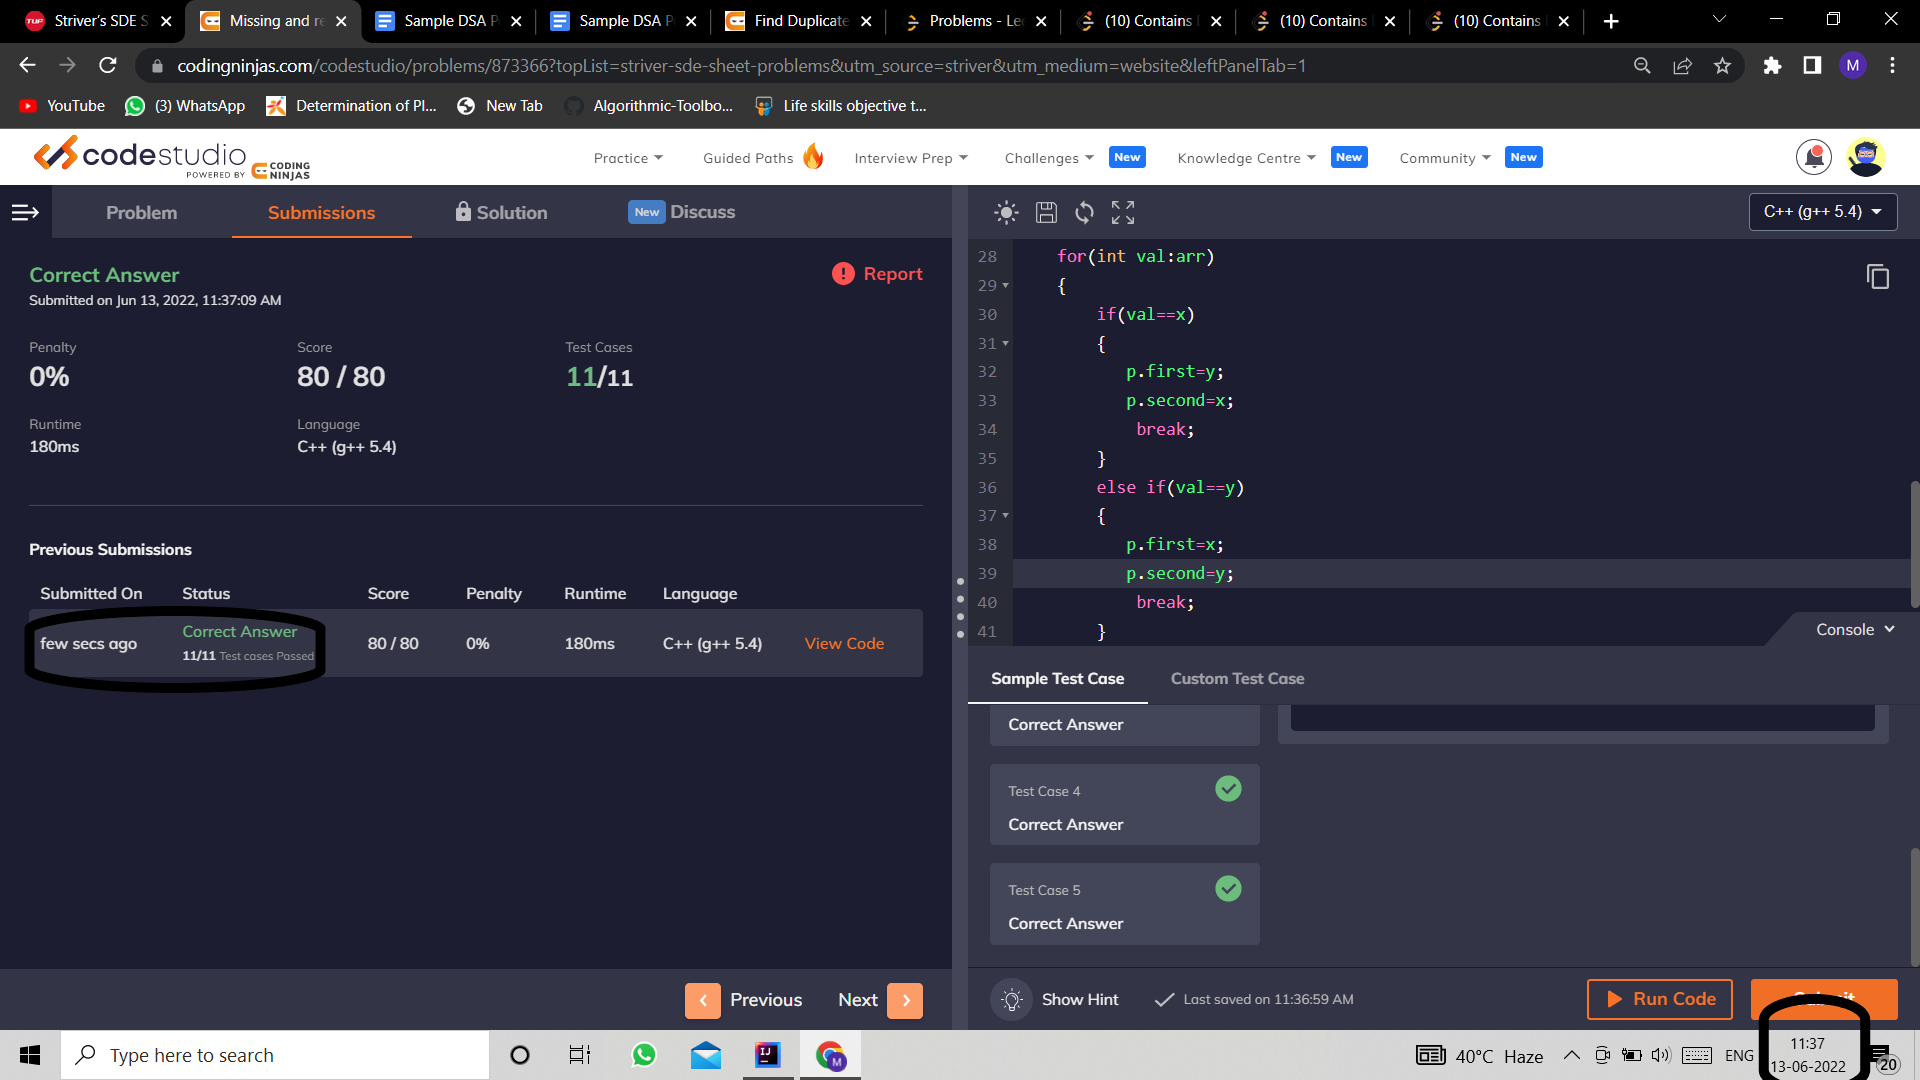 Striver's SDE S
Missing and re
Sample DSA P
Sample DSA P
Find Duplicate
Problems - Lee
(10) Contains
(10) Contains
(10) Contains
codingninjas.com/codestudio/problems/873366?topList=striver-sde-sheet-problems&utm_source=striver&utm_medium=website&leftPanelTab=1
M
YouTube
(3) WhatsApp
Determination of Pl...
New Tab
Algorithmic-Toolbo...
Life skills objective t...
codestudio
POWERED BY CODING NINJAS
Practice
Guided Paths
Interview Prep
Challenges New
Knowledge Centre New
Community New
Problem
Submissions
Solution
New Discuss
C++ (g++ 5.4)
Correct Answer
Report
Submitted on Jun 13, 2022, 11:37:09 AM
Penalty Score Test Cases
0% 80 / 80 11/11
Runtime Language
180ms C++ (g++ 5.4)
Previous Submissions
Submitted On Status Score Penalty Runtime Language
few secs ago Correct Answer 80 / 80 0% 180ms C++ (g++ 5.4) View Code
11/11 Test cases Passed
Previous Next
28 for(int val:arr)
29 {
30 if(val==x)
31 {
32 p.first=y;
33 p.second=x;
34 break;
35 }
36 else if(val==y)
37 {
38 p.first=x;
39 p.second=y;
40 break;
41 }
Console
Sample Test Case Custom Test Case
Correct Answer
Test Case 4
Correct Answer
Test Case 5
Correct Answer
Show Hint
Last saved on 11:36:59 AM
Run Code
Type here to search
40°C Haze
ENG
11:37
13-06-2022
20